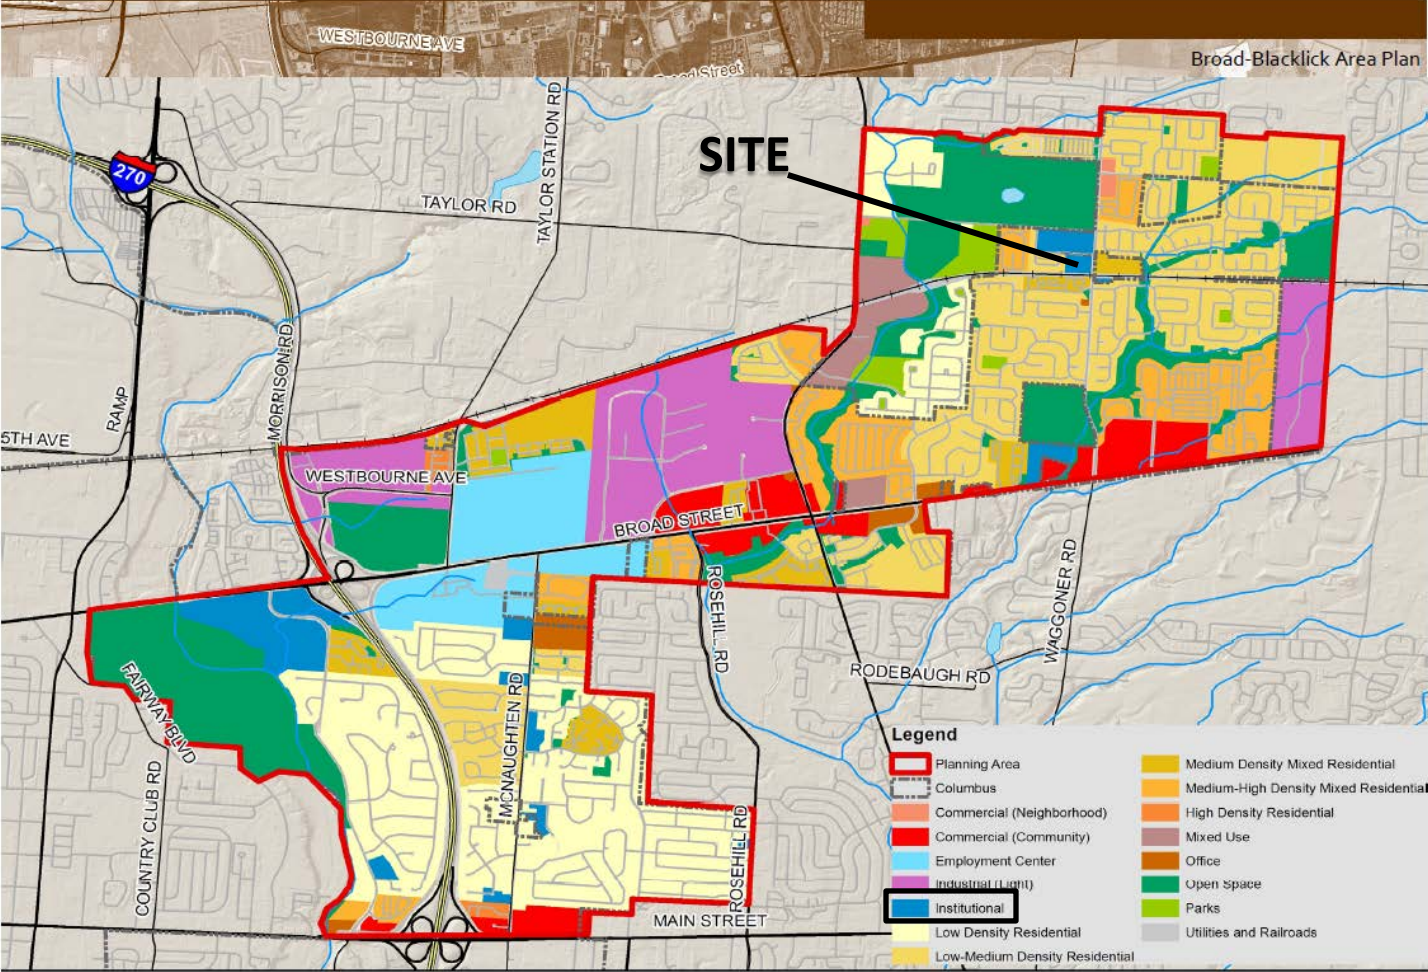 WESTBOURNE AVE
Broad Street
Broad-Blacklick Area Plan
SITE
270
TAYLOR STATION RD
TAYLOR RD
MORRISON RD
RAMP
5TH AVE
WESTBOURNE AVE
BROAD STREET
ROSEHILL RD
WAGGONER RD
RODEBAUGH RD
FAIRWAY BLVD
MCNAUGHTEN RD
COUNTRY CLUB RD
ROSEHILL RD
MAIN STREET
Legend
Planning Area
Columbus
Commercial (Neighborhood)
Commercial (Community)
Employment Center
Industrial (Light)
Institutional
Low Density Residential
Low-Medium Density Residential
Medium Density Mixed Residential
Medium-High Density Mixed Residential
High Density Residential
Mixed Use
Office
Open Space
Parks
Utilities and Railroads